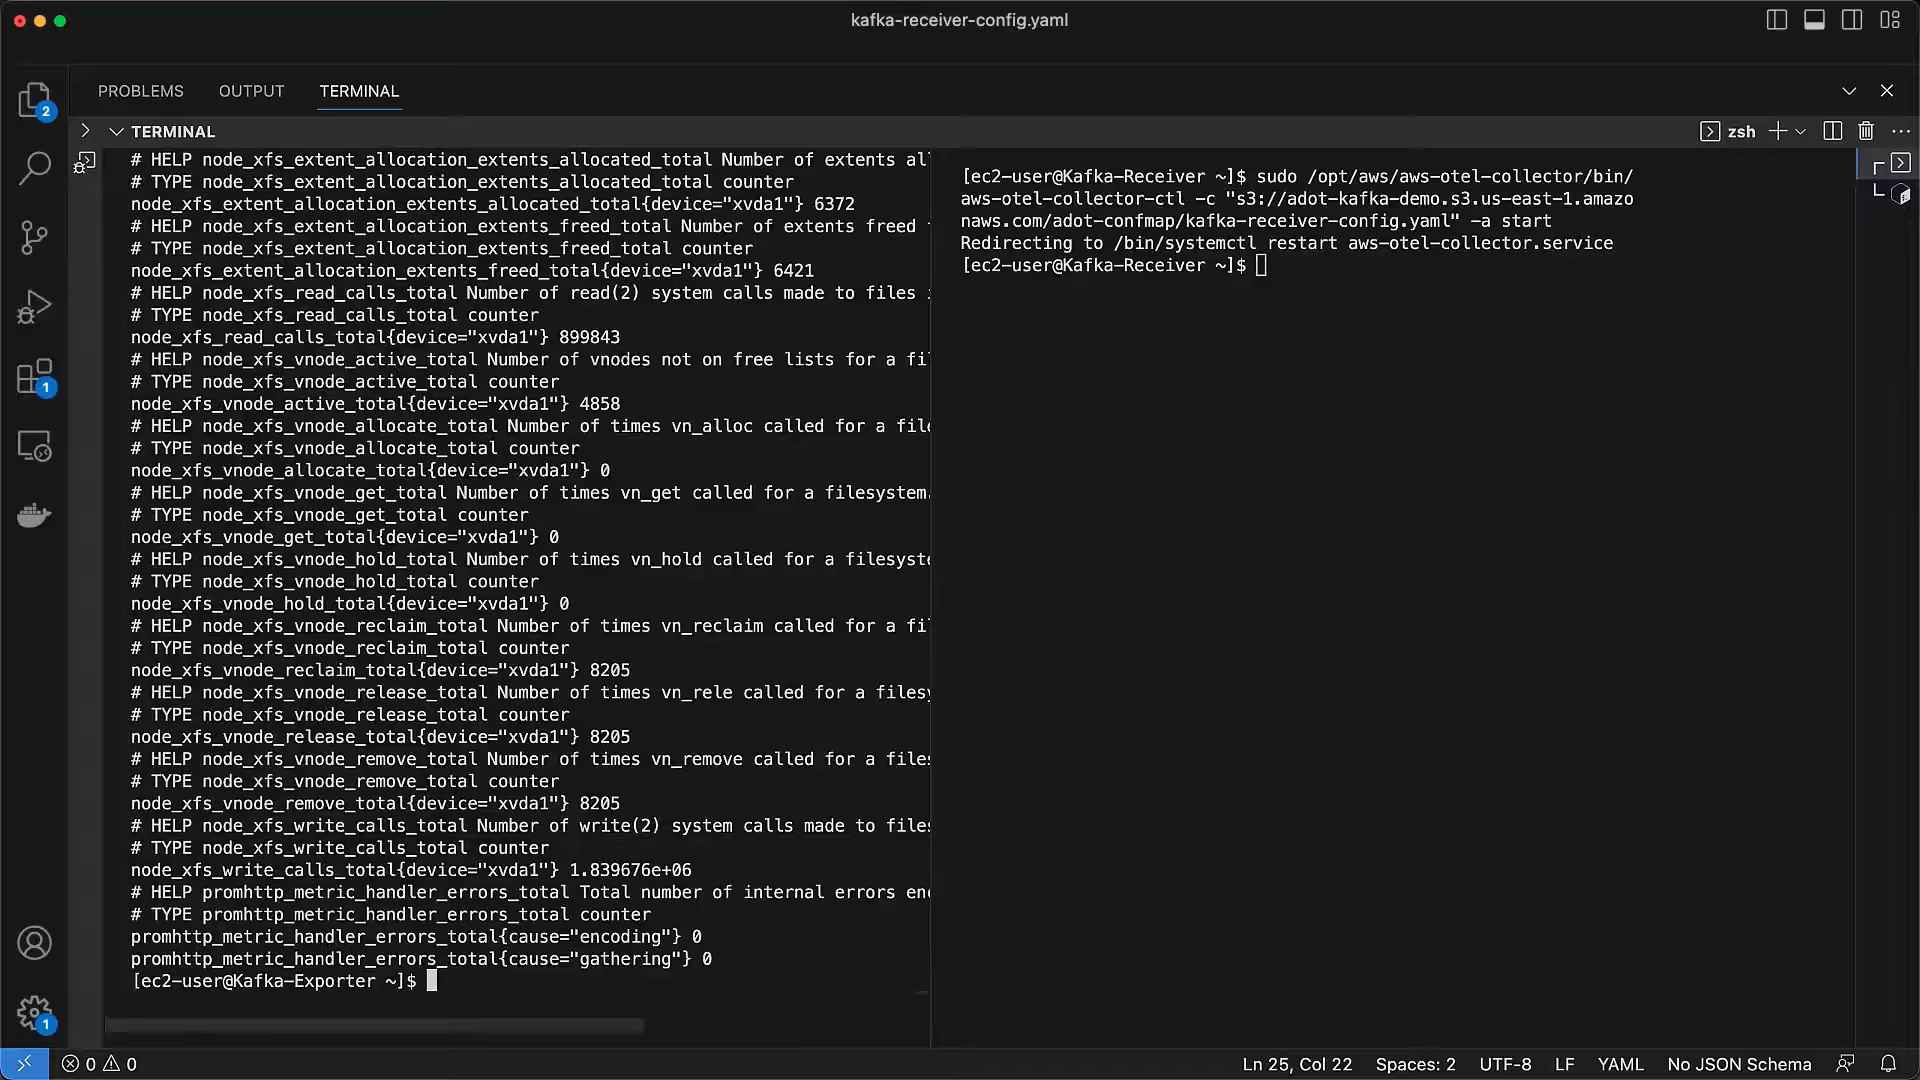 kafka-receiver-config.yaml
PROBLEMS OUTPUT TERMINAL
2
TERMINAL
zsh
# HELP node_xfs_extent_allocation_extents_allocated_total Number of extents al
# TYPE node_xfs_extent_allocation_extents_allocated_total counter
node_xfs_extent_allocation_extents_allocated_total{device="xvda1"} 6372
# HELP node_xfs_extent_allocation_extents_freed_total Number of extents freed
# TYPE node_xfs_extent_allocation_extents_freed_total counter
node_xfs_extent_allocation_extents_freed_total{device="xvda1"} 6421
# HELP node_xfs_read_calls_total Number of read(2) system calls made to files
# TYPE node_xfs_read_calls_total counter
node_xfs_read_calls_total{device="xvda1"} 899843
# HELP node_xfs_vnode_active_total Number of vnodes not on free lists for a fi
# TYPE node_xfs_vnode_active_total counter
node_xfs_vnode_active_total{device="xvda1"} 4858
# HELP node_xfs_vnode_allocate_total Number of times vn_alloc called for a file
# TYPE node_xfs_vnode_allocate_total counter
node_xfs_vnode_allocate_total{device="xvda1"} 0
# HELP node_xfs_vnode_get_total Number of times vn_get called for a filesystem.
# TYPE node_xfs_vnode_get_total counter
node_xfs_vnode_get_total{device="xvda1"} 0
# HELP node_xfs_vnode_hold_total Number of times vn_hold called for a filesyste
# TYPE node_xfs_vnode_hold_total counter
node_xfs_vnode_hold_total{device="xvda1"} 0
# HELP node_xfs_vnode_reclaim_total Number of times vn_reclaim called for a fi
# TYPE node_xfs_vnode_reclaim_total counter
node_xfs_vnode_reclaim_total{device="xvda1"} 8205
# HELP node_xfs_vnode_release_total Number of times vn_rele called for a filesy
# TYPE node_xfs_vnode_release_total counter
node_xfs_vnode_release_total{device="xvda1"} 8205
# HELP node_xfs_vnode_remove_total Number of times vn_remove called for a files
# TYPE node_xfs_vnode_remove_total counter
node_xfs_vnode_remove_total{device="xvda1"} 8205
# HELP node_xfs_write_calls_total Number of write(2) system calls made to files
# TYPE node_xfs_write_calls_total counter
node_xfs_write_calls_total{device="xvda1"} 1.839676e+06
# HELP promhttp_metric_handler_errors_total Total number of internal errors enc
# TYPE promhttp_metric_handler_errors_total counter
promhttp_metric_handler_errors_total{cause="encoding"} 0
promhttp_metric_handler_errors_total{cause="gathering"} 0
[ec2-user@Kafka-Exporter ~]$
[ec2-user@Kafka-Receiver ~]$ sudo /opt/aws/aws-otel-collector/bin/
aws-otel-collector-ctl -c "s3://adot-kafka-demo.s3.us-east-1.amazo
naws.com/adot-confmap/kafka-receiver-config.yaml" -a start
Redirecting to /bin/systemctl restart aws-otel-collector.service
[ec2-user@Kafka-Receiver ~]$
1
1
0 0 Ln 25, Col 22 Spaces: 2 UTF-8 LF YAML No JSON Schema